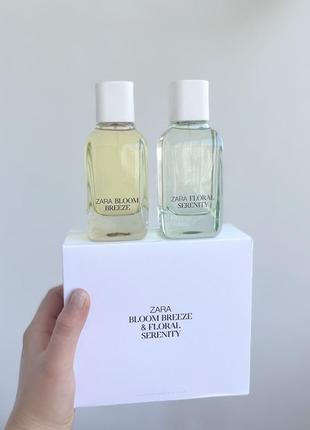 ZARA BLOOM
BREEZE
ZARA FLORAL
SERENITY
ZARA
BLOOM BREEZE
& FLORAL
SERENITY